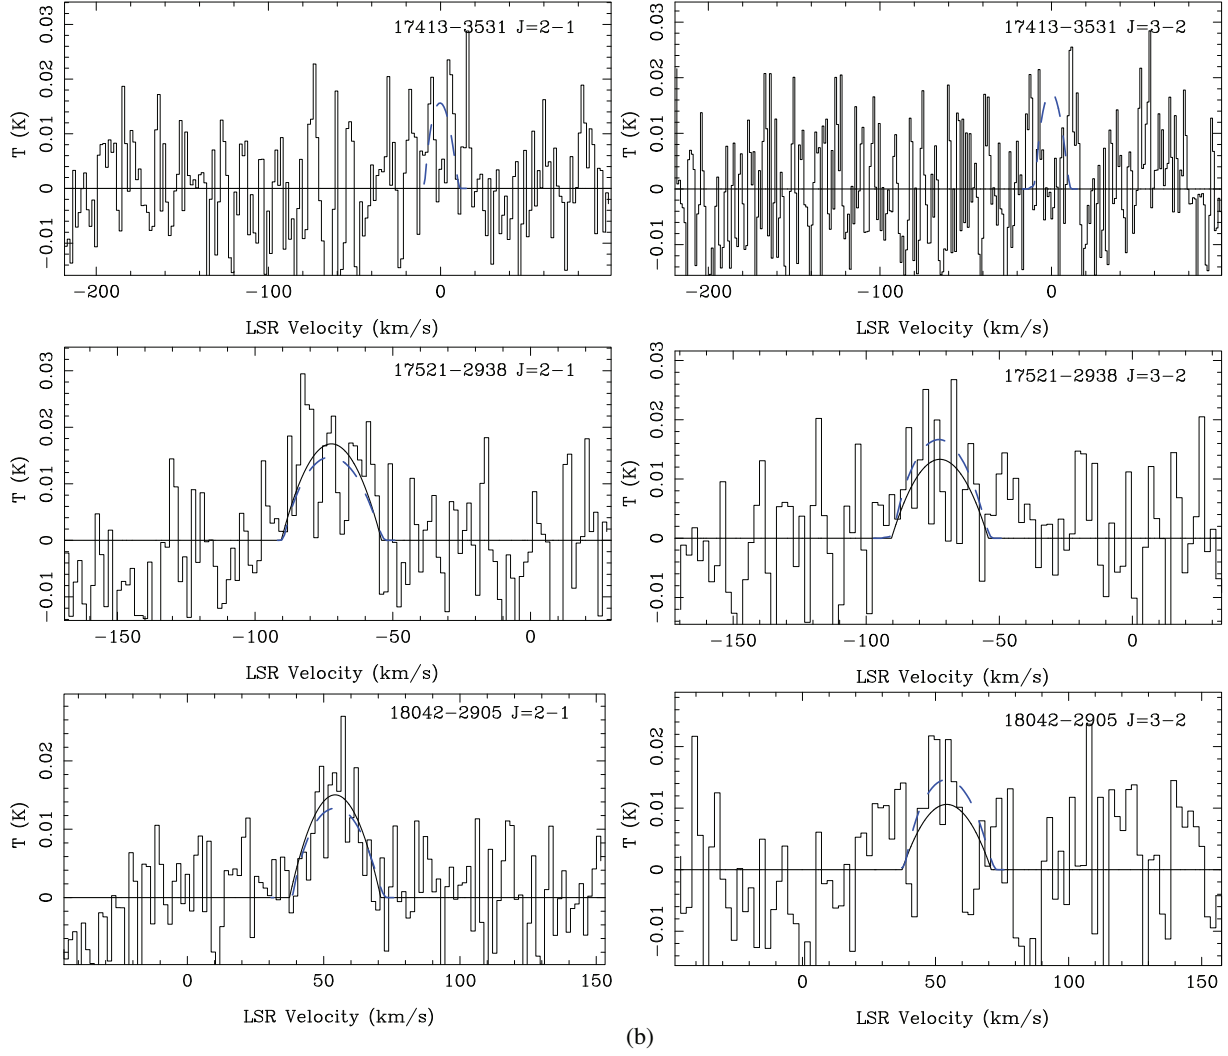 17413−3531 J=2−1
T (K)
0.03
0.02
0.01
0
−0.01
−200 −100 0
LSR Velocity (km/s)
17413−3531 J=3−2
T (K)
0.03
0.02
0.01
0
−0.01
−200 −100 0
LSR Velocity (km/s)
17521−2938 J=2−1
T (K)
0.03
0.02
0.01
0
−0.01
−150 −100 −50 0
LSR Velocity (km/s)
17521−2938 J=3−2
T (K)
0.03
0.02
0.01
0
−0.01
−150 −100 −50 0
LSR Velocity (km/s)
18042−2905 J=2−1
T (K)
0.02
0.01
0
0 50 100 150
LSR Velocity (km/s)
18042−2905 J=3−2
T (K)
0.02
0.01
0
−0.01
0 50 100 150
LSR Velocity (km/s)
(b)